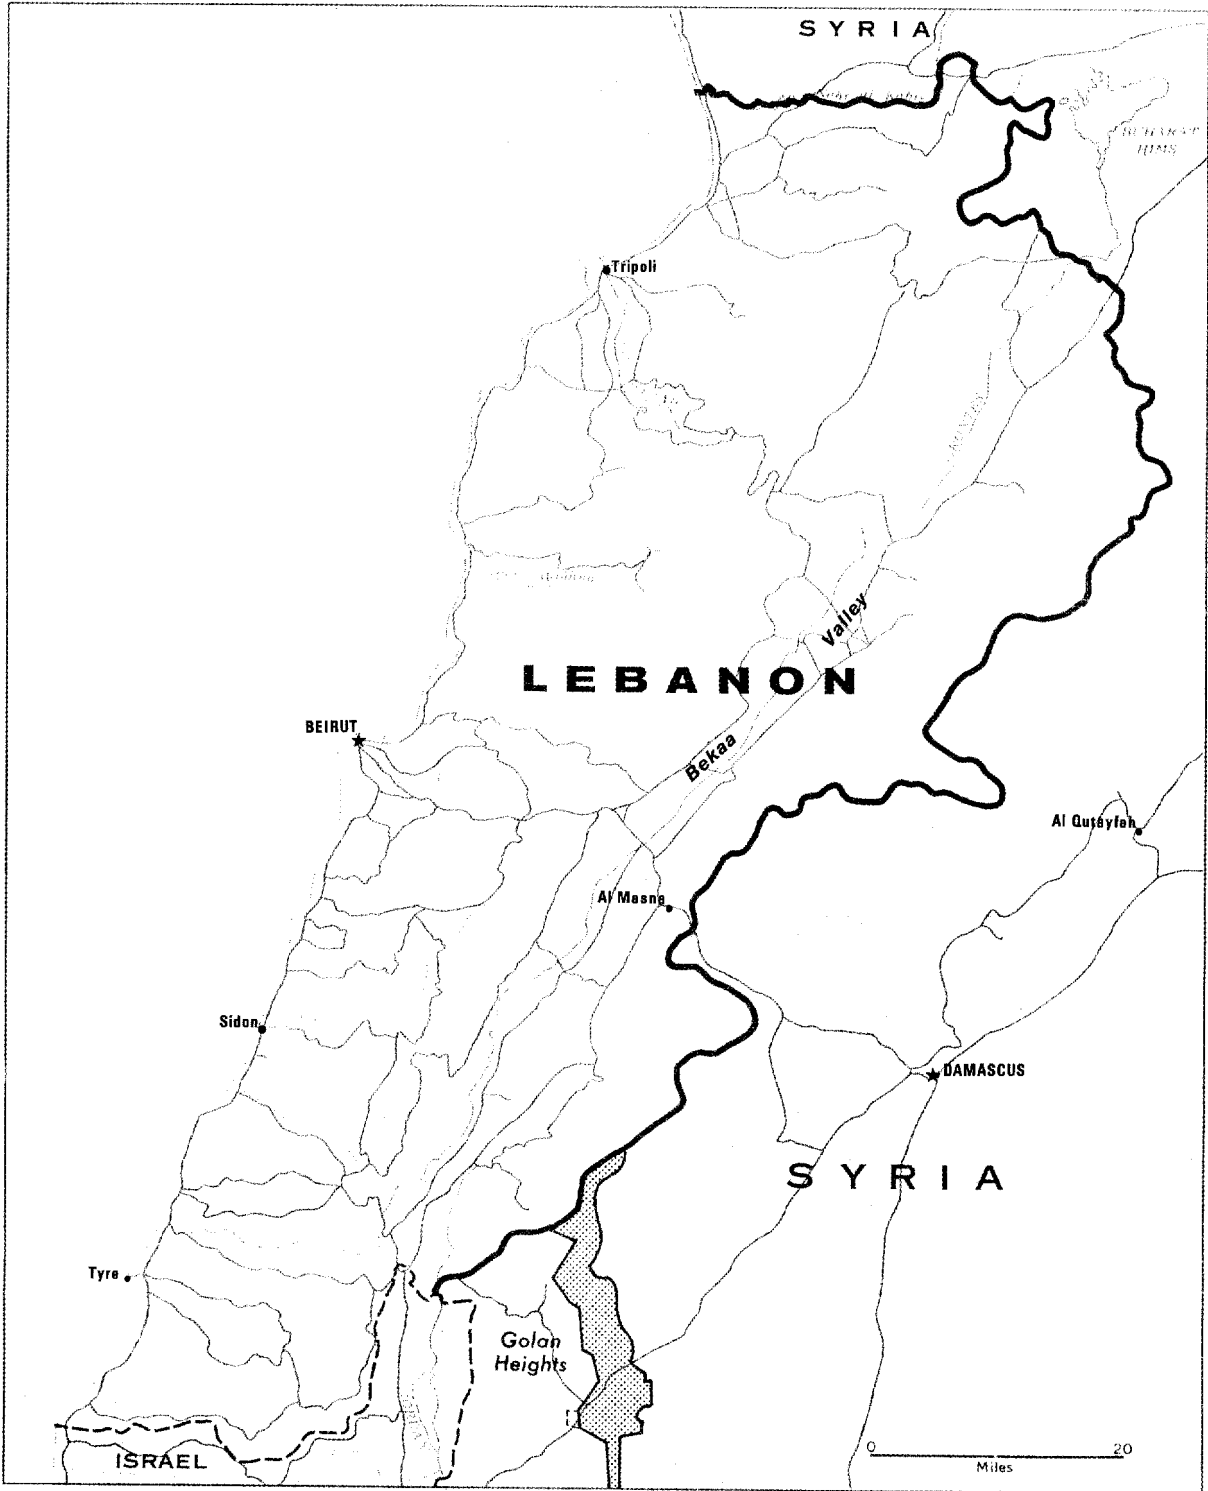 SYRIA
HIMS
Tripoli
Valley
LEBANON
BEIRUT
Bekaa
Al Qutayfah
Al Masna
Sidon
DAMASCUS
SYRIA
Tyre
Golan
Heights
ISRAEL
0 20
Miles